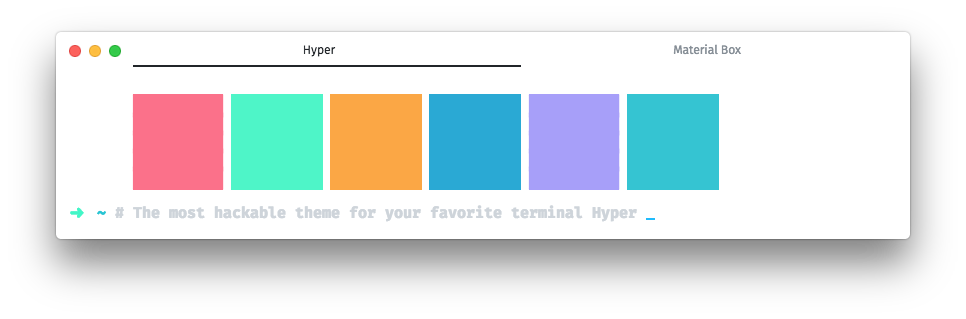 Hyper
Material Box
➜ ~ # The most hackable theme for your favorite terminal Hyper _